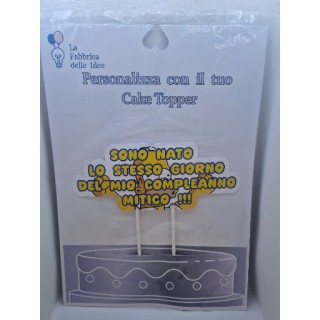 La
Fabbrica
delle Idee
Personalizza con il tuo
Cake Topper
SONO NATO
LO STESSO GIORNO
DEL MIO COMPLEANNO
MITICO !!!